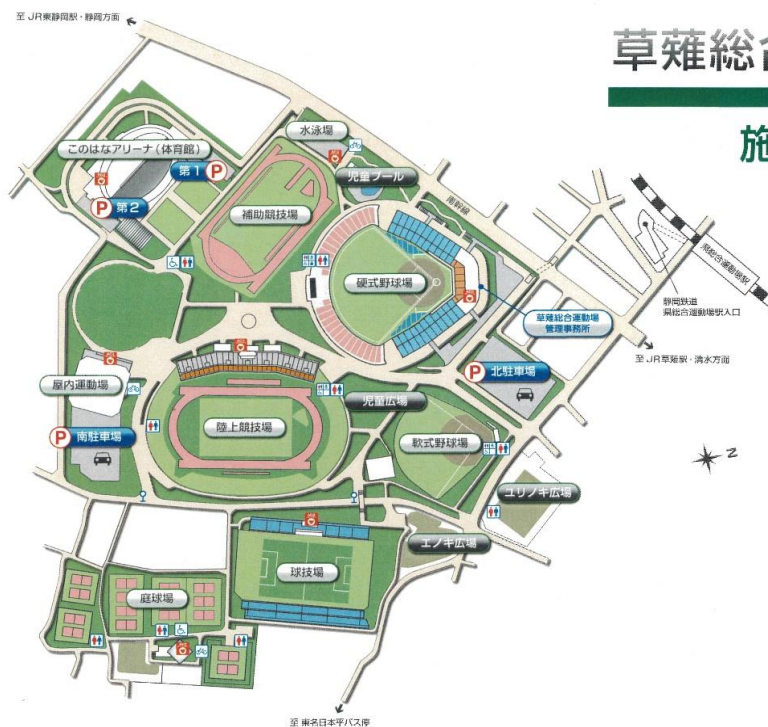 至 JR東静岡駅・静岡方面
草薙総合
施
水泳場
このはなアリーナ(体育館)
第1 P
P 第2
児童プール
補助競技場
南幹線
硬式野球場
県総合運動場駅
静岡鉄道
県総合運動場駅入口
草薙総合運動場
管理事務所
至 JR草薙駅・清水方面
P 北駐車場
屋内運動場
児童広場
陸上競技場
軟式野球場
P 南駐車場
ユリノキ広場
エノキ広場
球技場
庭球場
Z
至 東名日本平バス停